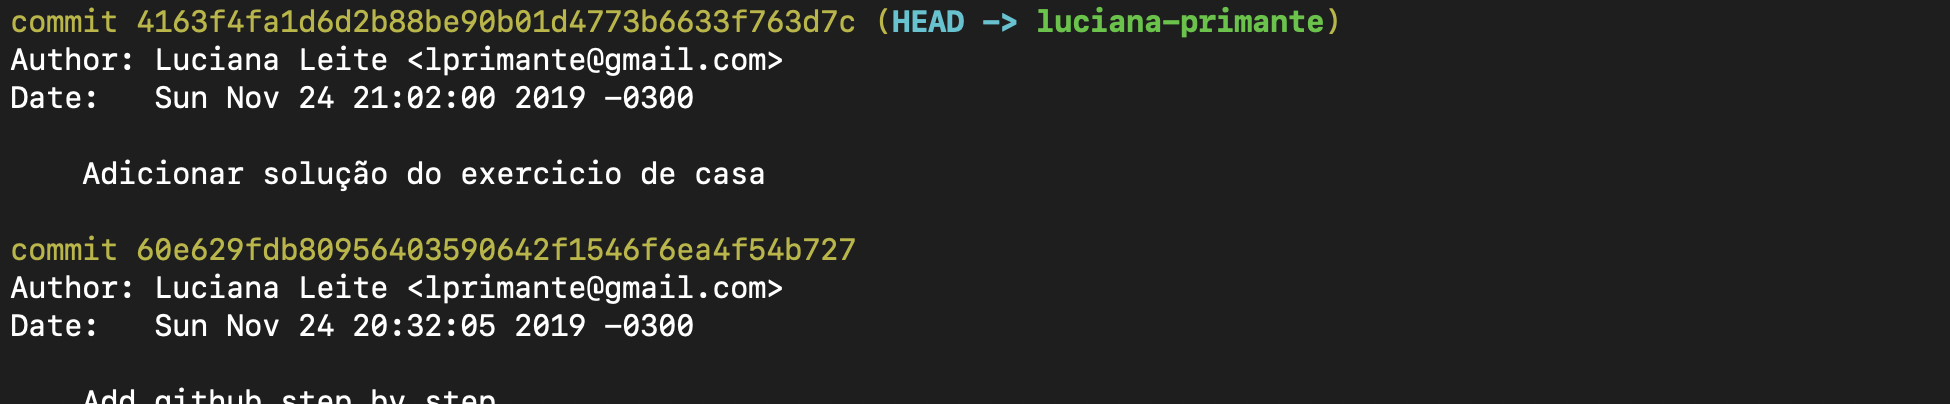 commit 4163f4fa1d6d2b88be90b01d4773b6633f763d7c (HEAD -> luciana-primante)
Author: Luciana Leite <lprimante@gmail.com>
Date:   Sun Nov 24 21:02:00 2019 -0300
Adicionar solução do exercicio de casa
commit 60e629fdb80956403590642f1546f6ea4f54b727
Author: Luciana Leite <lprimante@gmail.com>
Date:   Sun Nov 24 20:32:05 2019 -0300
Add github step by step